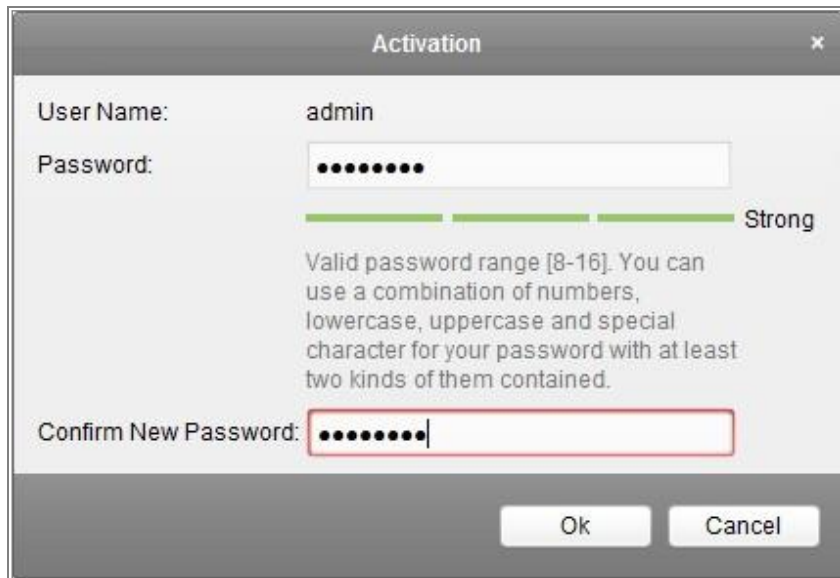 Activation ×
User Name: admin
Password: ●●●●●●●●
Strong
Valid password range [8-16]. You can
use a combination of numbers,
lowercase, uppercase and special
character for your password with at least
two kinds of them contained.
Confirm New Password: ●●●●●●●●
Ok Cancel